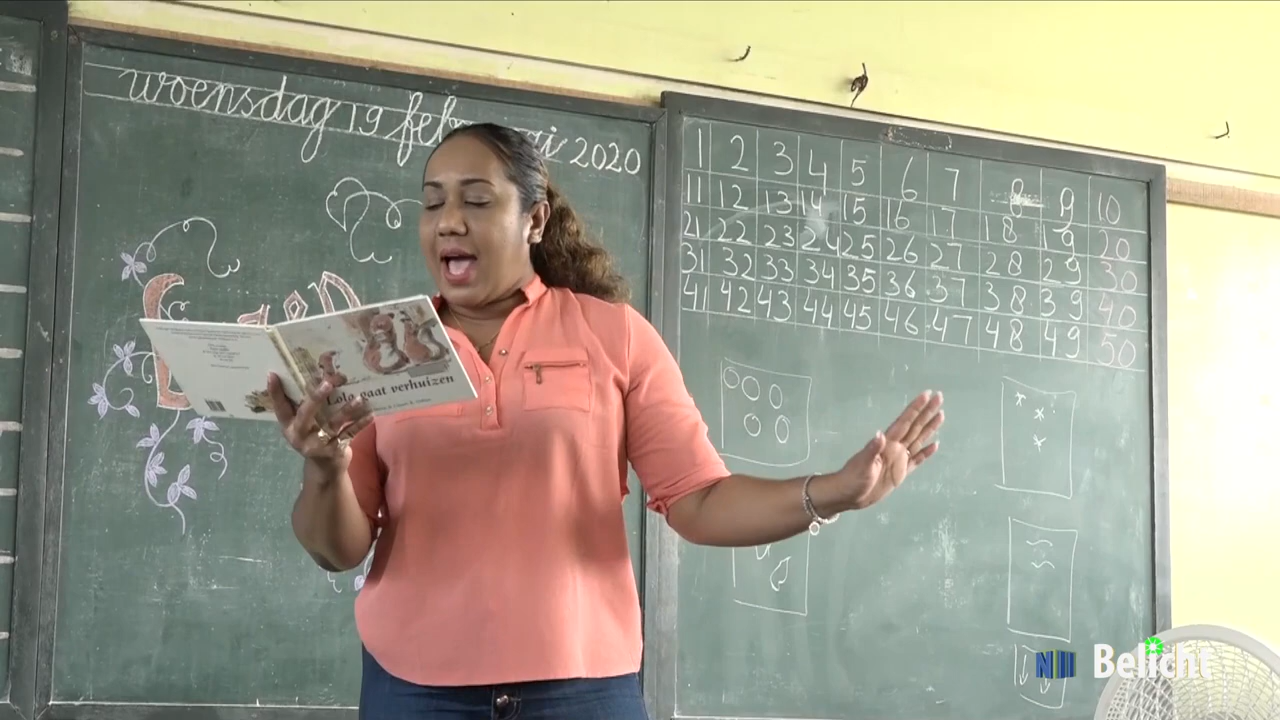 woensdag 19 feb 2020
1 2 3 4 5 6 7 8 9 10
11 12 13 14 15 16 17 18 19 20
21 22 23 24 25 26 27 28 29 30
31 32 33 34 35 36 37 38 39 40
41 42 43 44 45 46 47 48 49 50
Lolo gaat verhuizen
Belicht